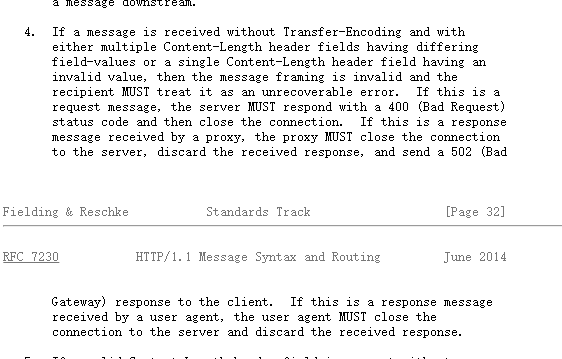 a message downstream.
4. If a message is received without Transfer-Encoding and with
either multiple Content-Length header fields having differing
field-values or a single Content-Length header field having an
invalid value, then the message framing is invalid and the
recipient MUST treat it as an unrecoverable error. If this is a
request message, the server MUST respond with a 400 (Bad Request)
status code and then close the connection. If this is a response
message received by a proxy, the proxy MUST close the connection
to the server, discard the received response, and send a 502 (Bad
Fielding & Reschke Standards Track [Page 32]
RFC 7230 HTTP/1.1 Message Syntax and Routing June 2014
Gateway) response to the client. If this is a response message
received by a user agent, the user agent MUST close the
connection to the server and discard the received response.